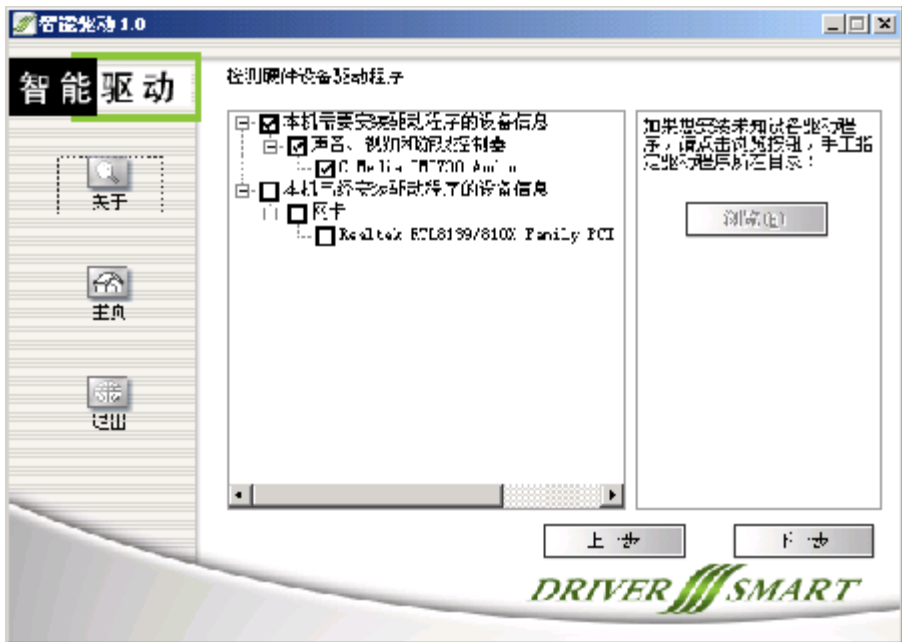 智能驱动 1.0
智能驱动
检测硬件设备驱动程序
本机需要安装驱动程序的设备信息
声音、视频和游戏控制器
本机已经安装驱动程序的设备信息
网卡
Realtek RTL8139/810X Family PCI
如果想安装未知设备驱动程
序，请点击浏览按钮，手工指
定驱动程序所在目录：
浏览
关于
主页
退出
上一步
下一步
DRIVER SMART